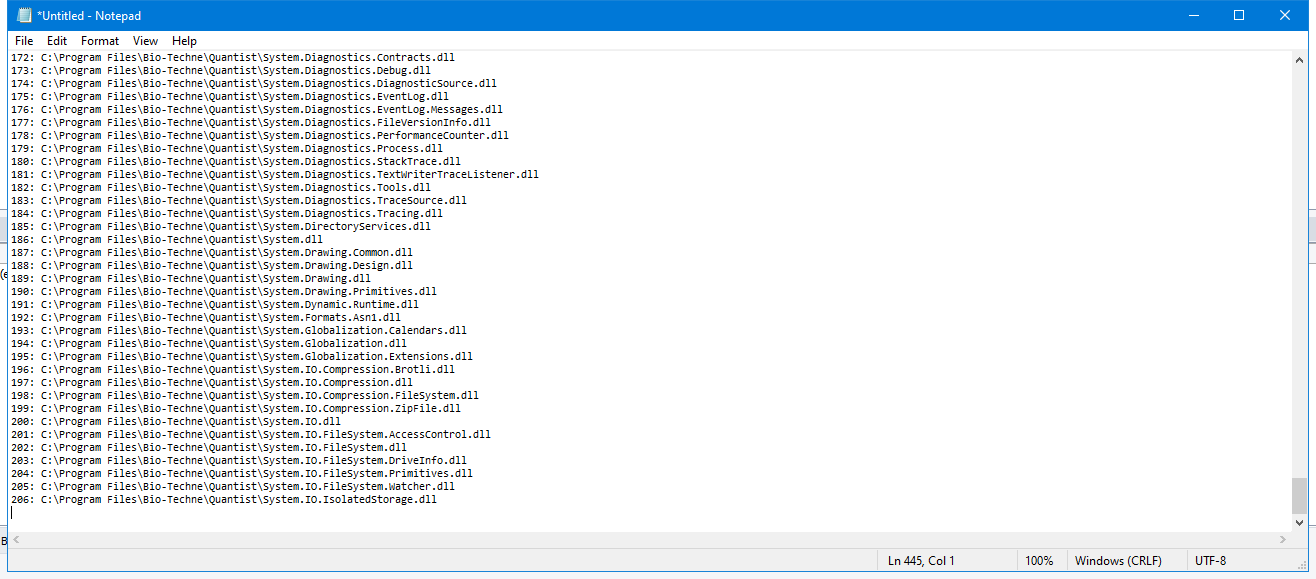 *Untitled - Notepad
File Edit Format View Help
172: C:\Program Files\Bio-Techne\Quantist\System.Diagnostics.Contracts.dll
173: C:\Program Files\Bio-Techne\Quantist\System.Diagnostics.Debug.dll
174: C:\Program Files\Bio-Techne\Quantist\System.Diagnostics.DiagnosticSource.dll
175: C:\Program Files\Bio-Techne\Quantist\System.Diagnostics.EventLog.dll
176: C:\Program Files\Bio-Techne\Quantist\System.Diagnostics.EventLog.Messages.dll
177: C:\Program Files\Bio-Techne\Quantist\System.Diagnostics.FileVersionInfo.dll
178: C:\Program Files\Bio-Techne\Quantist\System.Diagnostics.PerformanceCounter.dll
179: C:\Program Files\Bio-Techne\Quantist\System.Diagnostics.Process.dll
180: C:\Program Files\Bio-Techne\Quantist\System.Diagnostics.StackTrace.dll
181: C:\Program Files\Bio-Techne\Quantist\System.Diagnostics.TextWriterTraceListener.dll
182: C:\Program Files\Bio-Techne\Quantist\System.Diagnostics.Tools.dll
183: C:\Program Files\Bio-Techne\Quantist\System.Diagnostics.TraceSource.dll
184: C:\Program Files\Bio-Techne\Quantist\System.Diagnostics.Tracing.dll
185: C:\Program Files\Bio-Techne\Quantist\System.DirectoryServices.dll
186: C:\Program Files\Bio-Techne\Quantist\System.dll
187: C:\Program Files\Bio-Techne\Quantist\System.Drawing.Common.dll
188: C:\Program Files\Bio-Techne\Quantist\System.Drawing.Design.dll
189: C:\Program Files\Bio-Techne\Quantist\System.Drawing.dll
190: C:\Program Files\Bio-Techne\Quantist\System.Drawing.Primitives.dll
191: C:\Program Files\Bio-Techne\Quantist\System.Dynamic.Runtime.dll
192: C:\Program Files\Bio-Techne\Quantist\System.Formats.Asn1.dll
193: C:\Program Files\Bio-Techne\Quantist\System.Globalization.Calendars.dll
194: C:\Program Files\Bio-Techne\Quantist\System.Globalization.dll
195: C:\Program Files\Bio-Techne\Quantist\System.Globalization.Extensions.dll
196: C:\Program Files\Bio-Techne\Quantist\System.IO.Compression.Brotli.dll
197: C:\Program Files\Bio-Techne\Quantist\System.IO.Compression.dll
198: C:\Program Files\Bio-Techne\Quantist\System.IO.Compression.FileSystem.dll
199: C:\Program Files\Bio-Techne\Quantist\System.IO.Compression.ZipFile.dll
200: C:\Program Files\Bio-Techne\Quantist\System.IO.dll
201: C:\Program Files\Bio-Techne\Quantist\System.IO.FileSystem.AccessControl.dll
202: C:\Program Files\Bio-Techne\Quantist\System.IO.FileSystem.dll
203: C:\Program Files\Bio-Techne\Quantist\System.IO.FileSystem.DriveInfo.dll
204: C:\Program Files\Bio-Techne\Quantist\System.IO.FileSystem.Primitives.dll
205: C:\Program Files\Bio-Techne\Quantist\System.IO.FileSystem.Watcher.dll
206: C:\Program Files\Bio-Techne\Quantist\System.IO.IsolatedStorage.dll
Ln 445, Col 1 100% Windows (CRLF) UTF-8